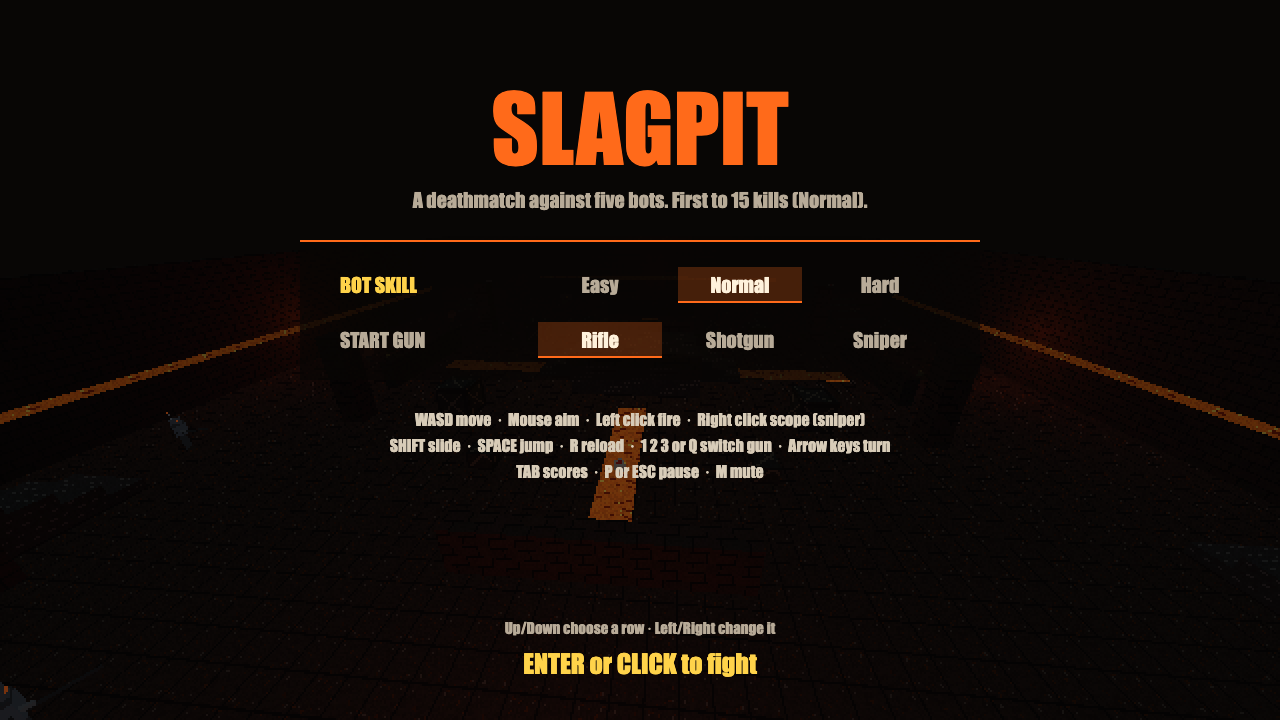 SLAGPIT
A deathmatch against five bots. First to 15 kills (Normal).
BOT SKILL Easy Normal Hard
START GUN Rifle Shotgun Sniper
WASD move · Mouse aim · Left click fire · Right click scope (sniper)
SHIFT slide · SPACE jump · R reload · 1 2 3 or Q switch gun · Arrow keys turn
TAB scores · P or ESC pause · M mute
Up/Down choose a row · Left/Right change it
ENTER or CLICK to fight